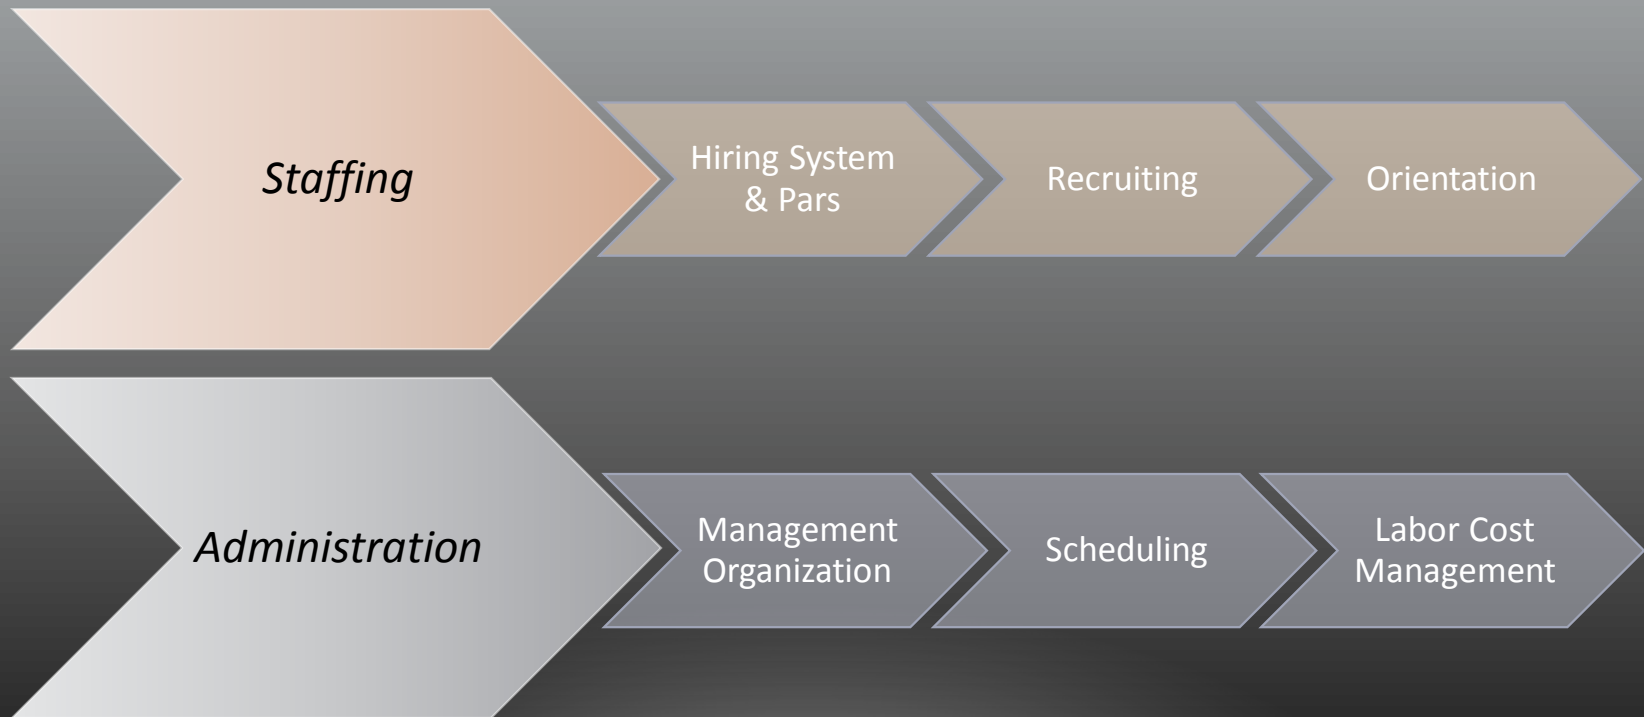 Staffing
Hiring System
& Pars
Recruiting
Orientation
Administration
Management
Organization
Scheduling
Labor Cost
Management